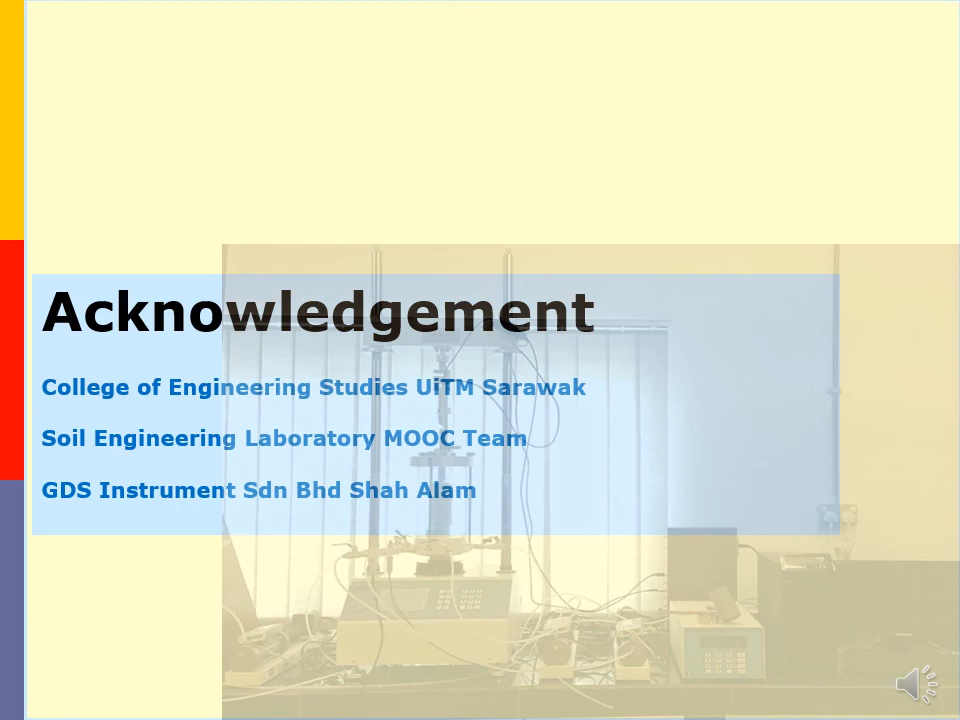 Acknowledgement
College of Engineering Studies UiTM Sarawak
Soil Engineering Laboratory MOOC Team
GDS Instrument Sdn Bhd Shah Alam